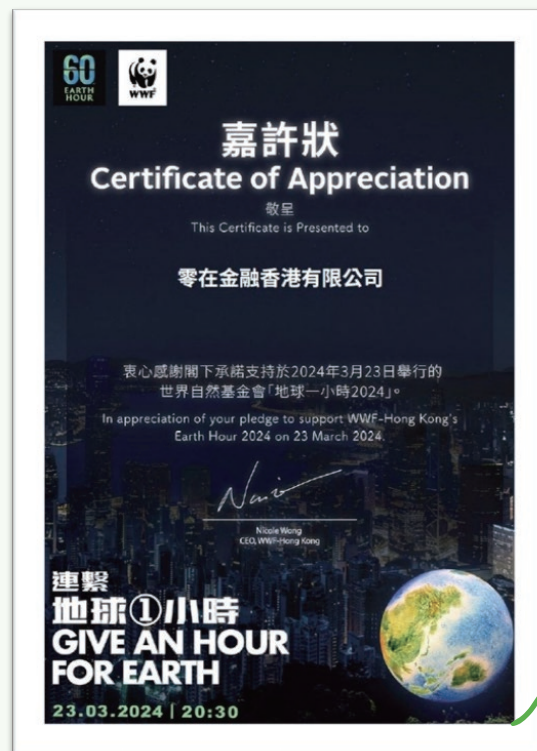 60
EARTH
HOUR
WWF
嘉許狀
Certificate of Appreciation
敬呈
This Certificate is Presented to
零在金融香港有限公司
衷心感謝閣下承諾支持於2024年3月23日舉行的
世界自然基金會「地球一小時2024」。
In appreciation of your pledge to support WWF-Hong Kong's
Earth Hour 2024 on 23 March 2024.
Nicole Wong
CEO, WWF-Hong Kong
連繫
地球①小時
GIVE AN HOUR
FOR EARTH
23.03.2024 | 20:30